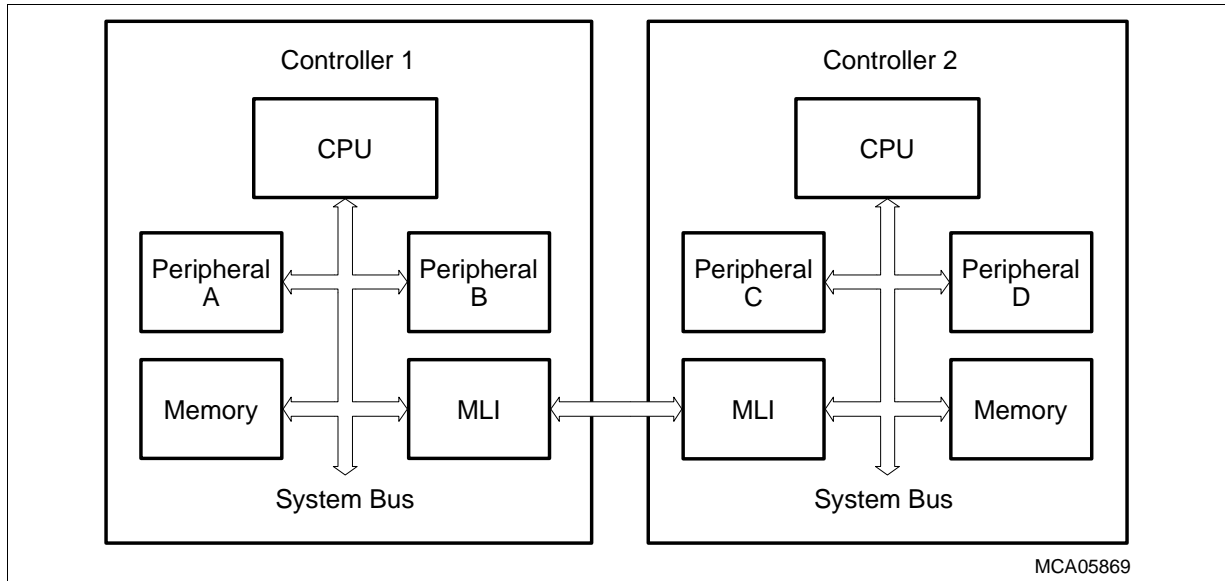 Controller 1
CPU
Peripheral
A
Peripheral
B
Memory
MLI
System Bus
Controller 2
CPU
Peripheral
C
Peripheral
D
MLI
Memory
System Bus
MCA05869